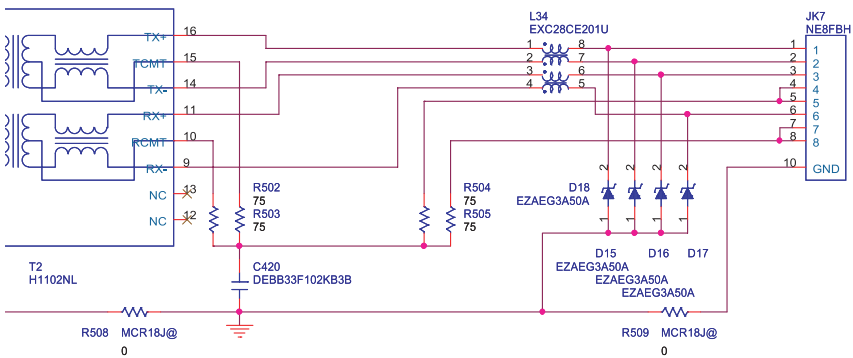 L34
EXC28CE201U
JK7
NE8FBH
TX+ 16
TCMT 15
TX- 14
RX+ 11
RCMT 10
RX- 9
NC 13
NC 12
1 8
2 7
3 6
4 5
1 1
2 2
3 3
4 4
5 5
6 6
7 7
8 8
10 GND
R502
75
R503
75
R504
75
R505
75
D18
EZAEG3A50A
2 2 2 2
1 1 1 1
D15
EZAEG3A50A
D16
EZAEG3A50A
D17
EZAEG3A50A
T2
H1102NL
C420
DEBB33F102KB3B
R508 MCR18J@
0
R509 MCR18J@
0